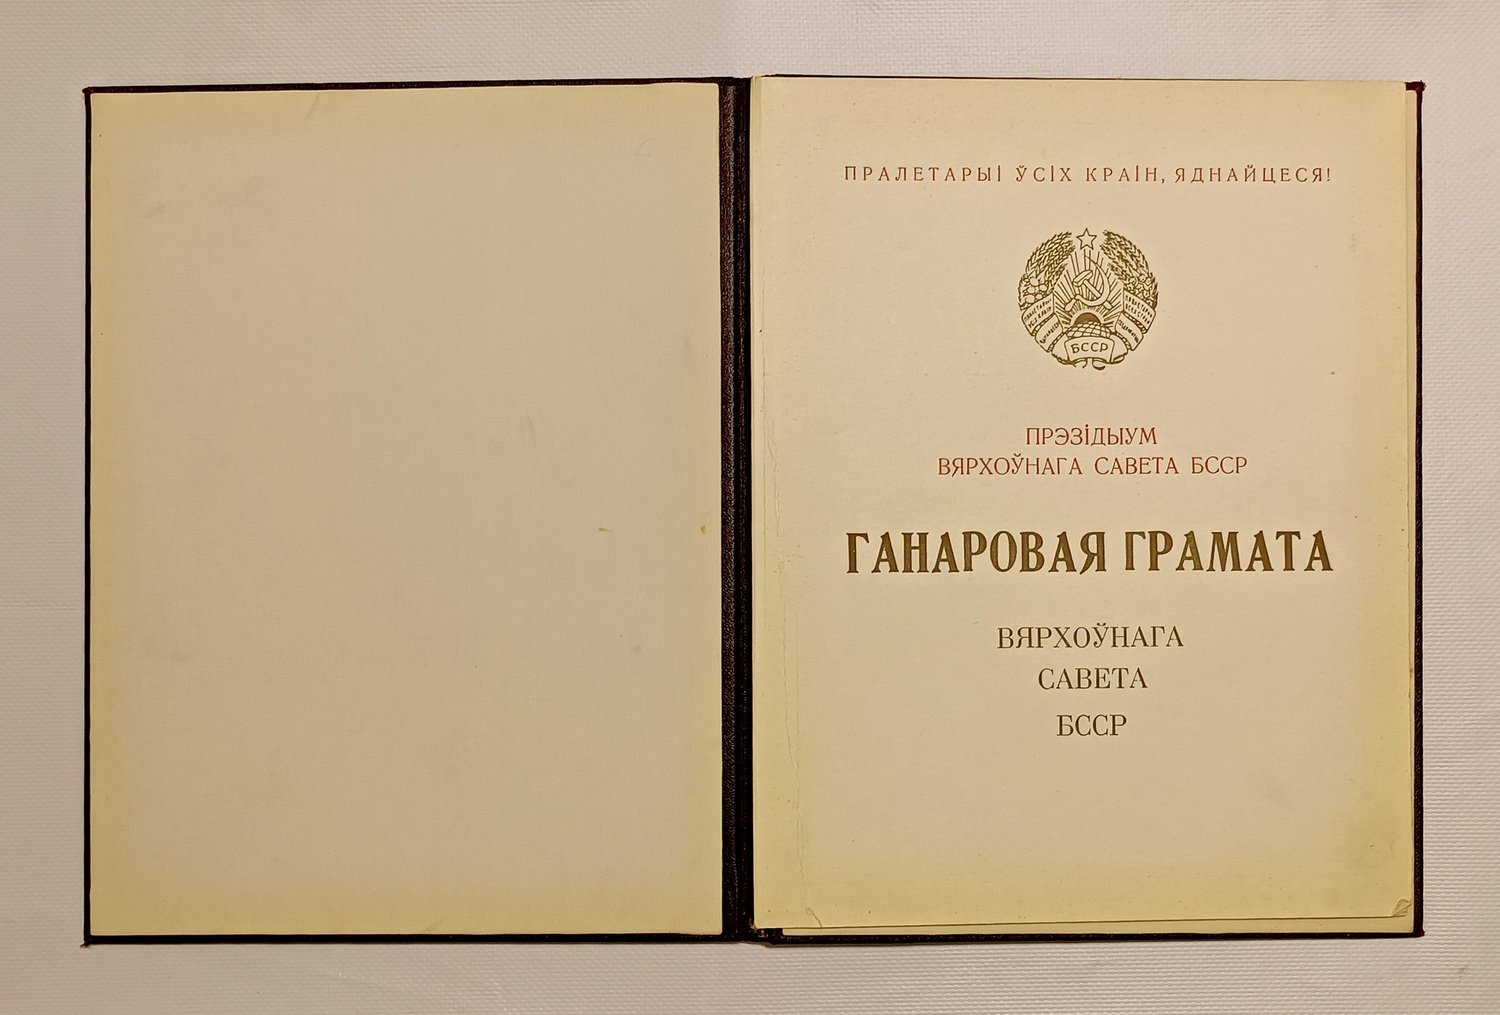 ПРАЛЕТАРЫІ ЎСІХ КРАІН, ЯДНАЙЦЕСЯ!
БССР
ПРЭЗІДЫУМ
ВЯРХОЎНАГА САВЕТА БССР
ГАНАРОВАЯ ГРАМАТА
ВЯРХОЎНАГА
САВЕТА
БССР